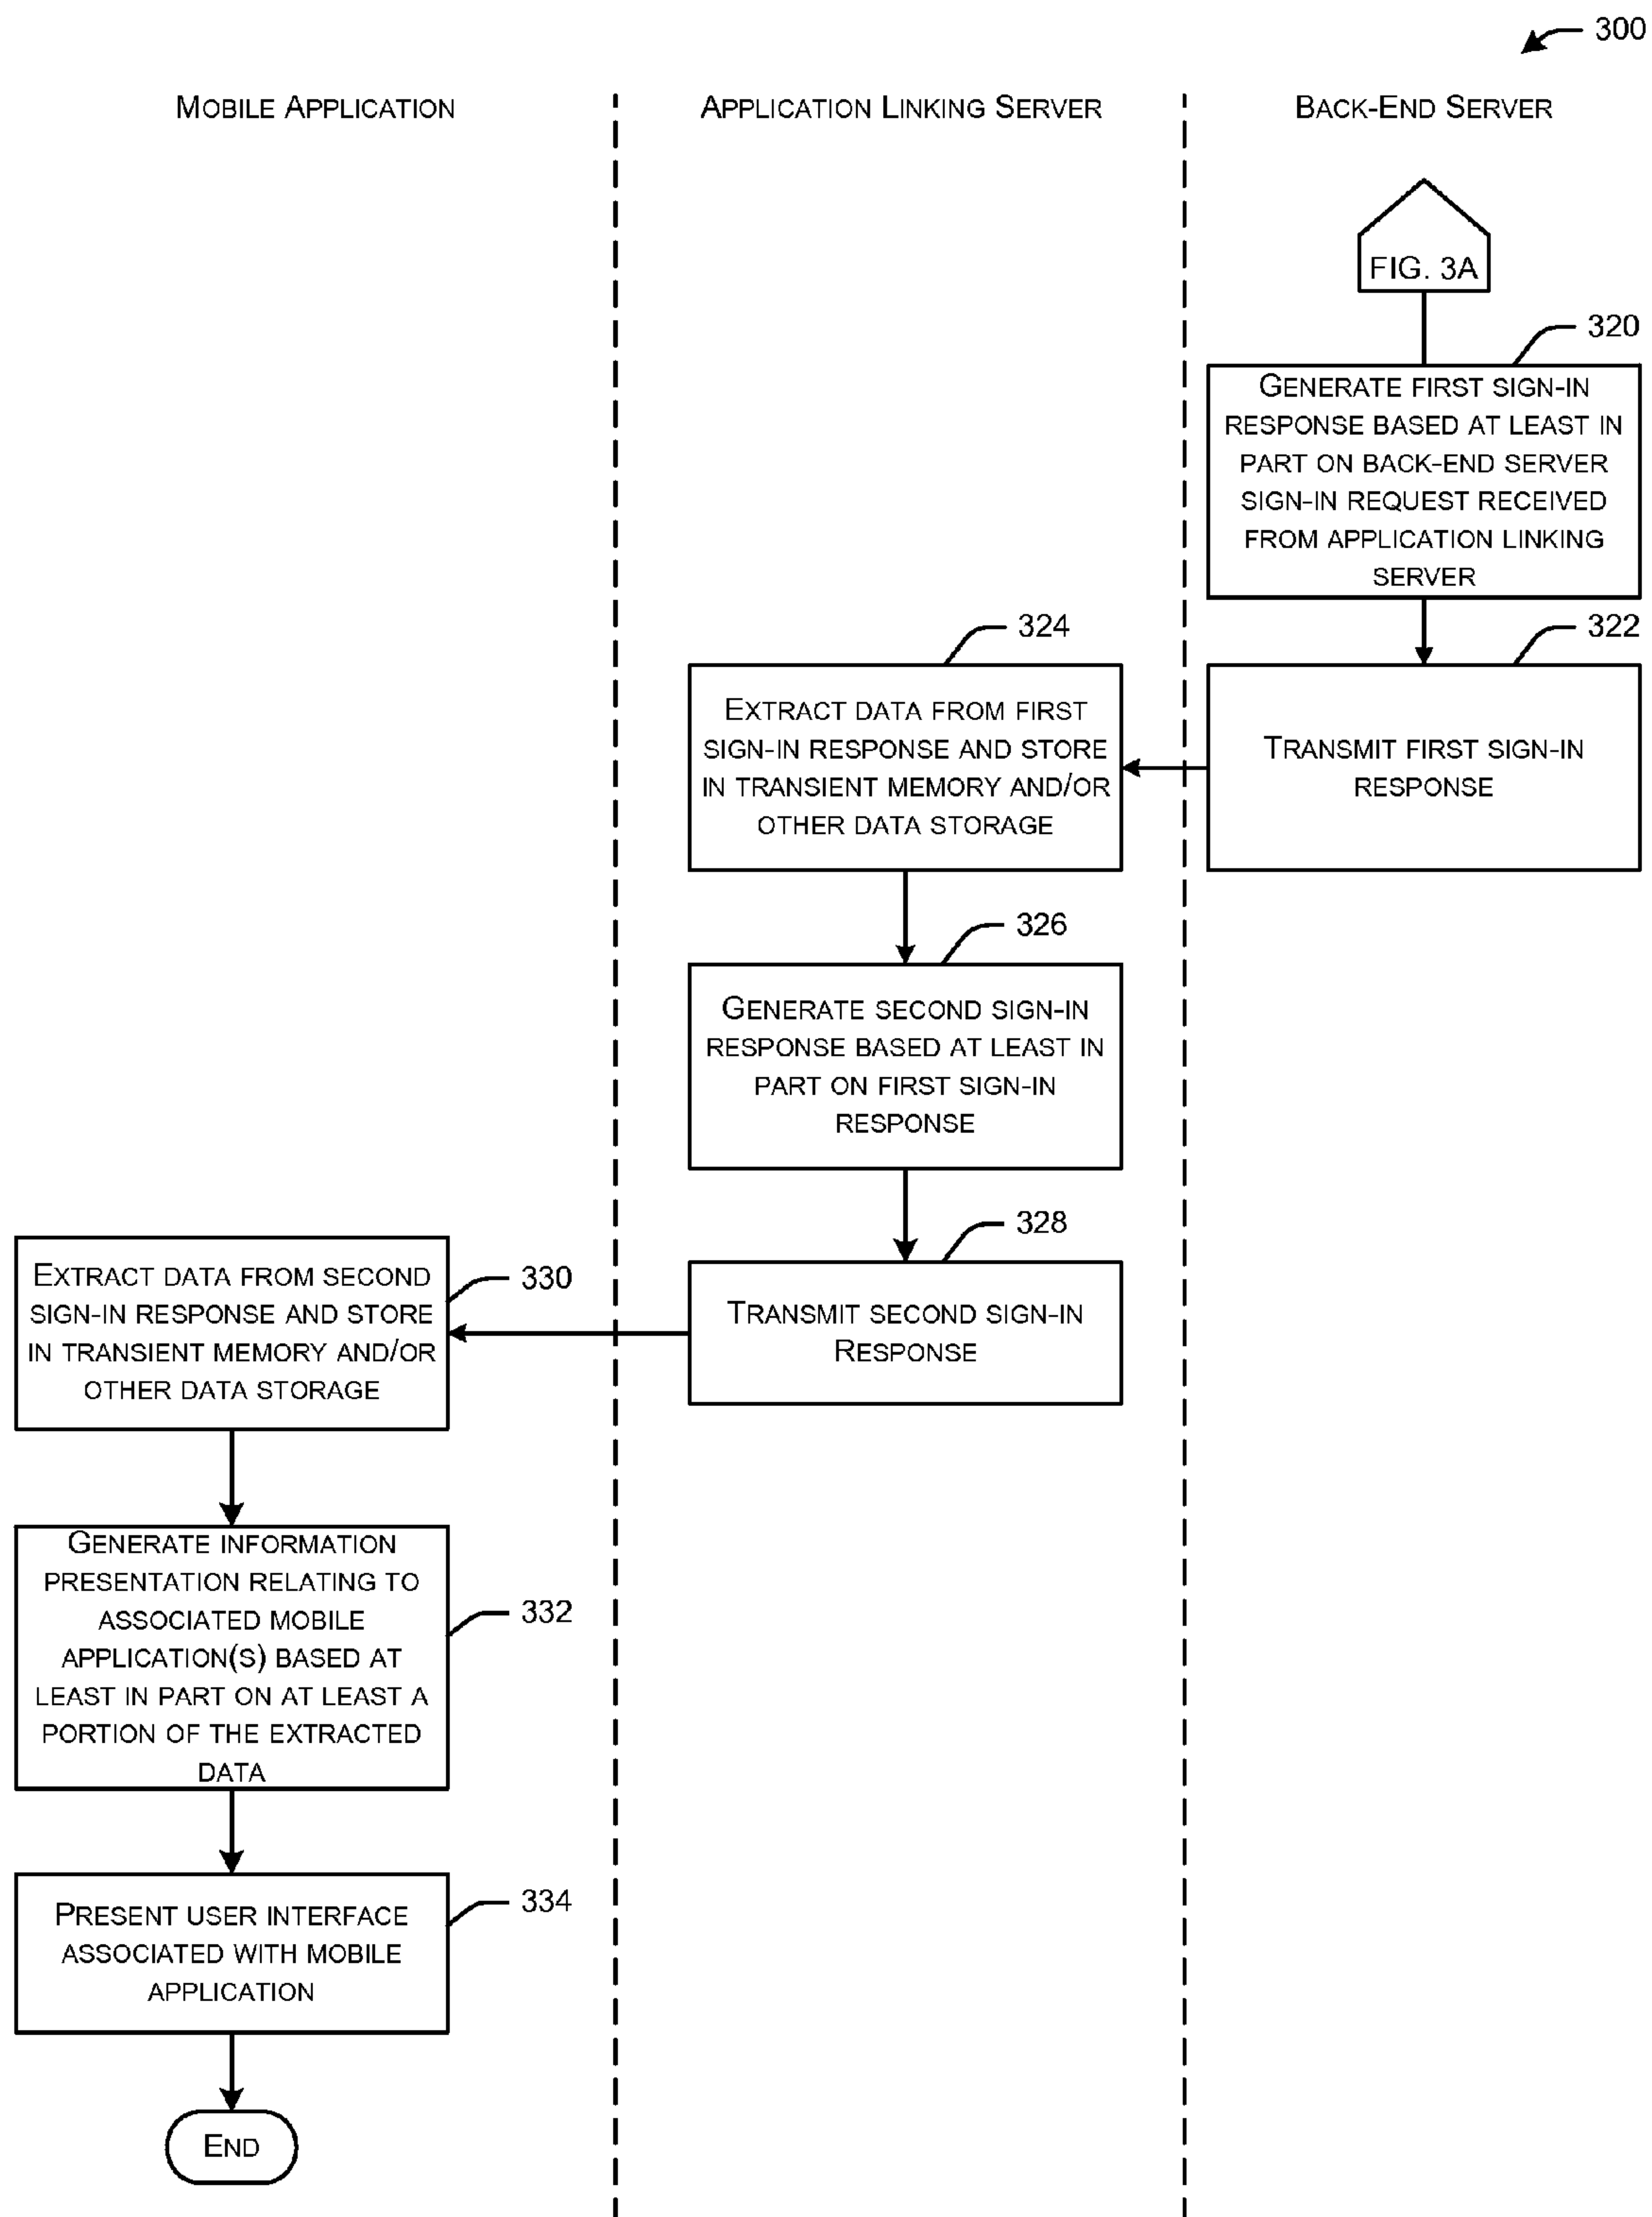 300
MOBILE APPLICATION
APPLICATION LINKING SERVER
BACK-END SERVER
FIG. 3A
320
GENERATE FIRST SIGN-IN
RESPONSE BASED AT LEAST IN
PART ON BACK-END SERVER
SIGN-IN REQUEST RECEIVED
FROM APPLICATION LINKING
SERVER
322
TRANSMIT FIRST SIGN-IN
RESPONSE
324
EXTRACT DATA FROM FIRST
SIGN-IN RESPONSE AND STORE
IN TRANSIENT MEMORY AND/OR
OTHER DATA STORAGE
326
GENERATE SECOND SIGN-IN
RESPONSE BASED AT LEAST IN
PART ON FIRST SIGN-IN
RESPONSE
328
TRANSMIT SECOND SIGN-IN
RESPONSE
330
EXTRACT DATA FROM SECOND
SIGN-IN RESPONSE AND STORE
IN TRANSIENT MEMORY AND/OR
OTHER DATA STORAGE
332
GENERATE INFORMATION
PRESENTATION RELATING TO
ASSOCIATED MOBILE
APPLICATION(S) BASED AT
LEAST IN PART ON AT LEAST A
PORTION OF THE EXTRACTED
DATA
334
PRESENT USER INTERFACE
ASSOCIATED WITH MOBILE
APPLICATION
END